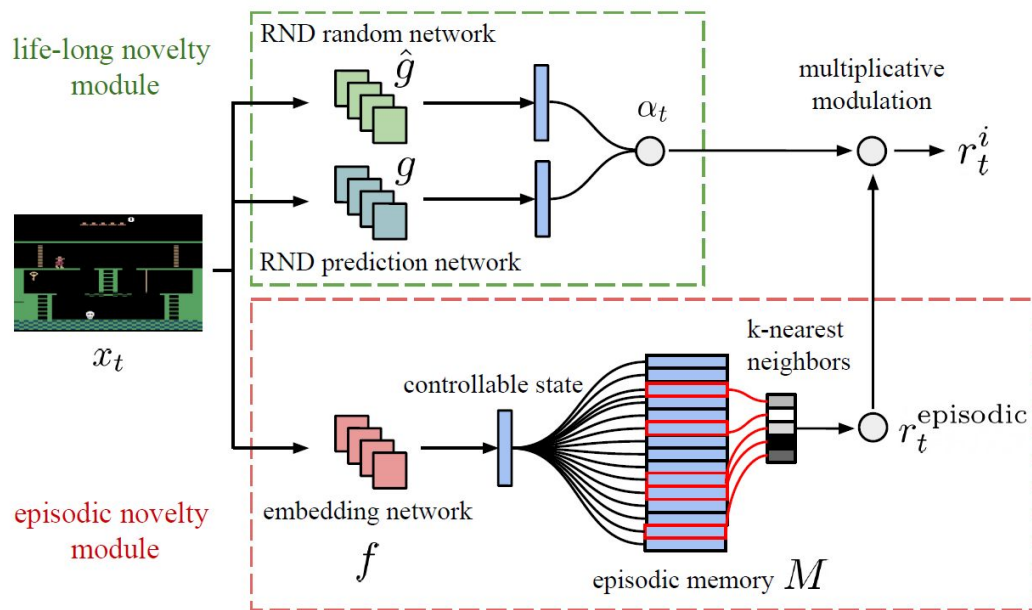 life-long novelty
module
RND random network
ĝ
g
RND prediction network
α_t
multiplicative
modulation
r_t^i
x_t
episodic novelty
module
embedding network
f
controllable state
episodic memory M
k-nearest
neighbors
r_t^episodic